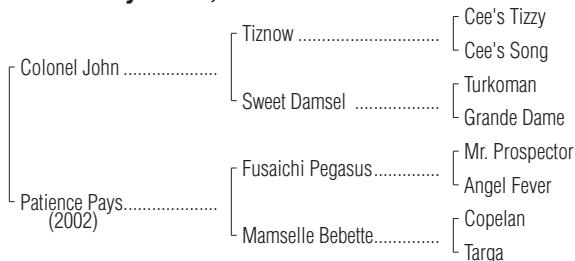 Cee's Tizzy
Tiznow ........................................
Cee's Song
Colonel John .....................
Turkoman
Sweet Damsel ...................
Grande Dame
Mr. Prospector
Fusaichi Pegasus...............
Angel Fever
Patience Pays.....................
(2002)
Copelan
Mamselle Bebette...............
Targa